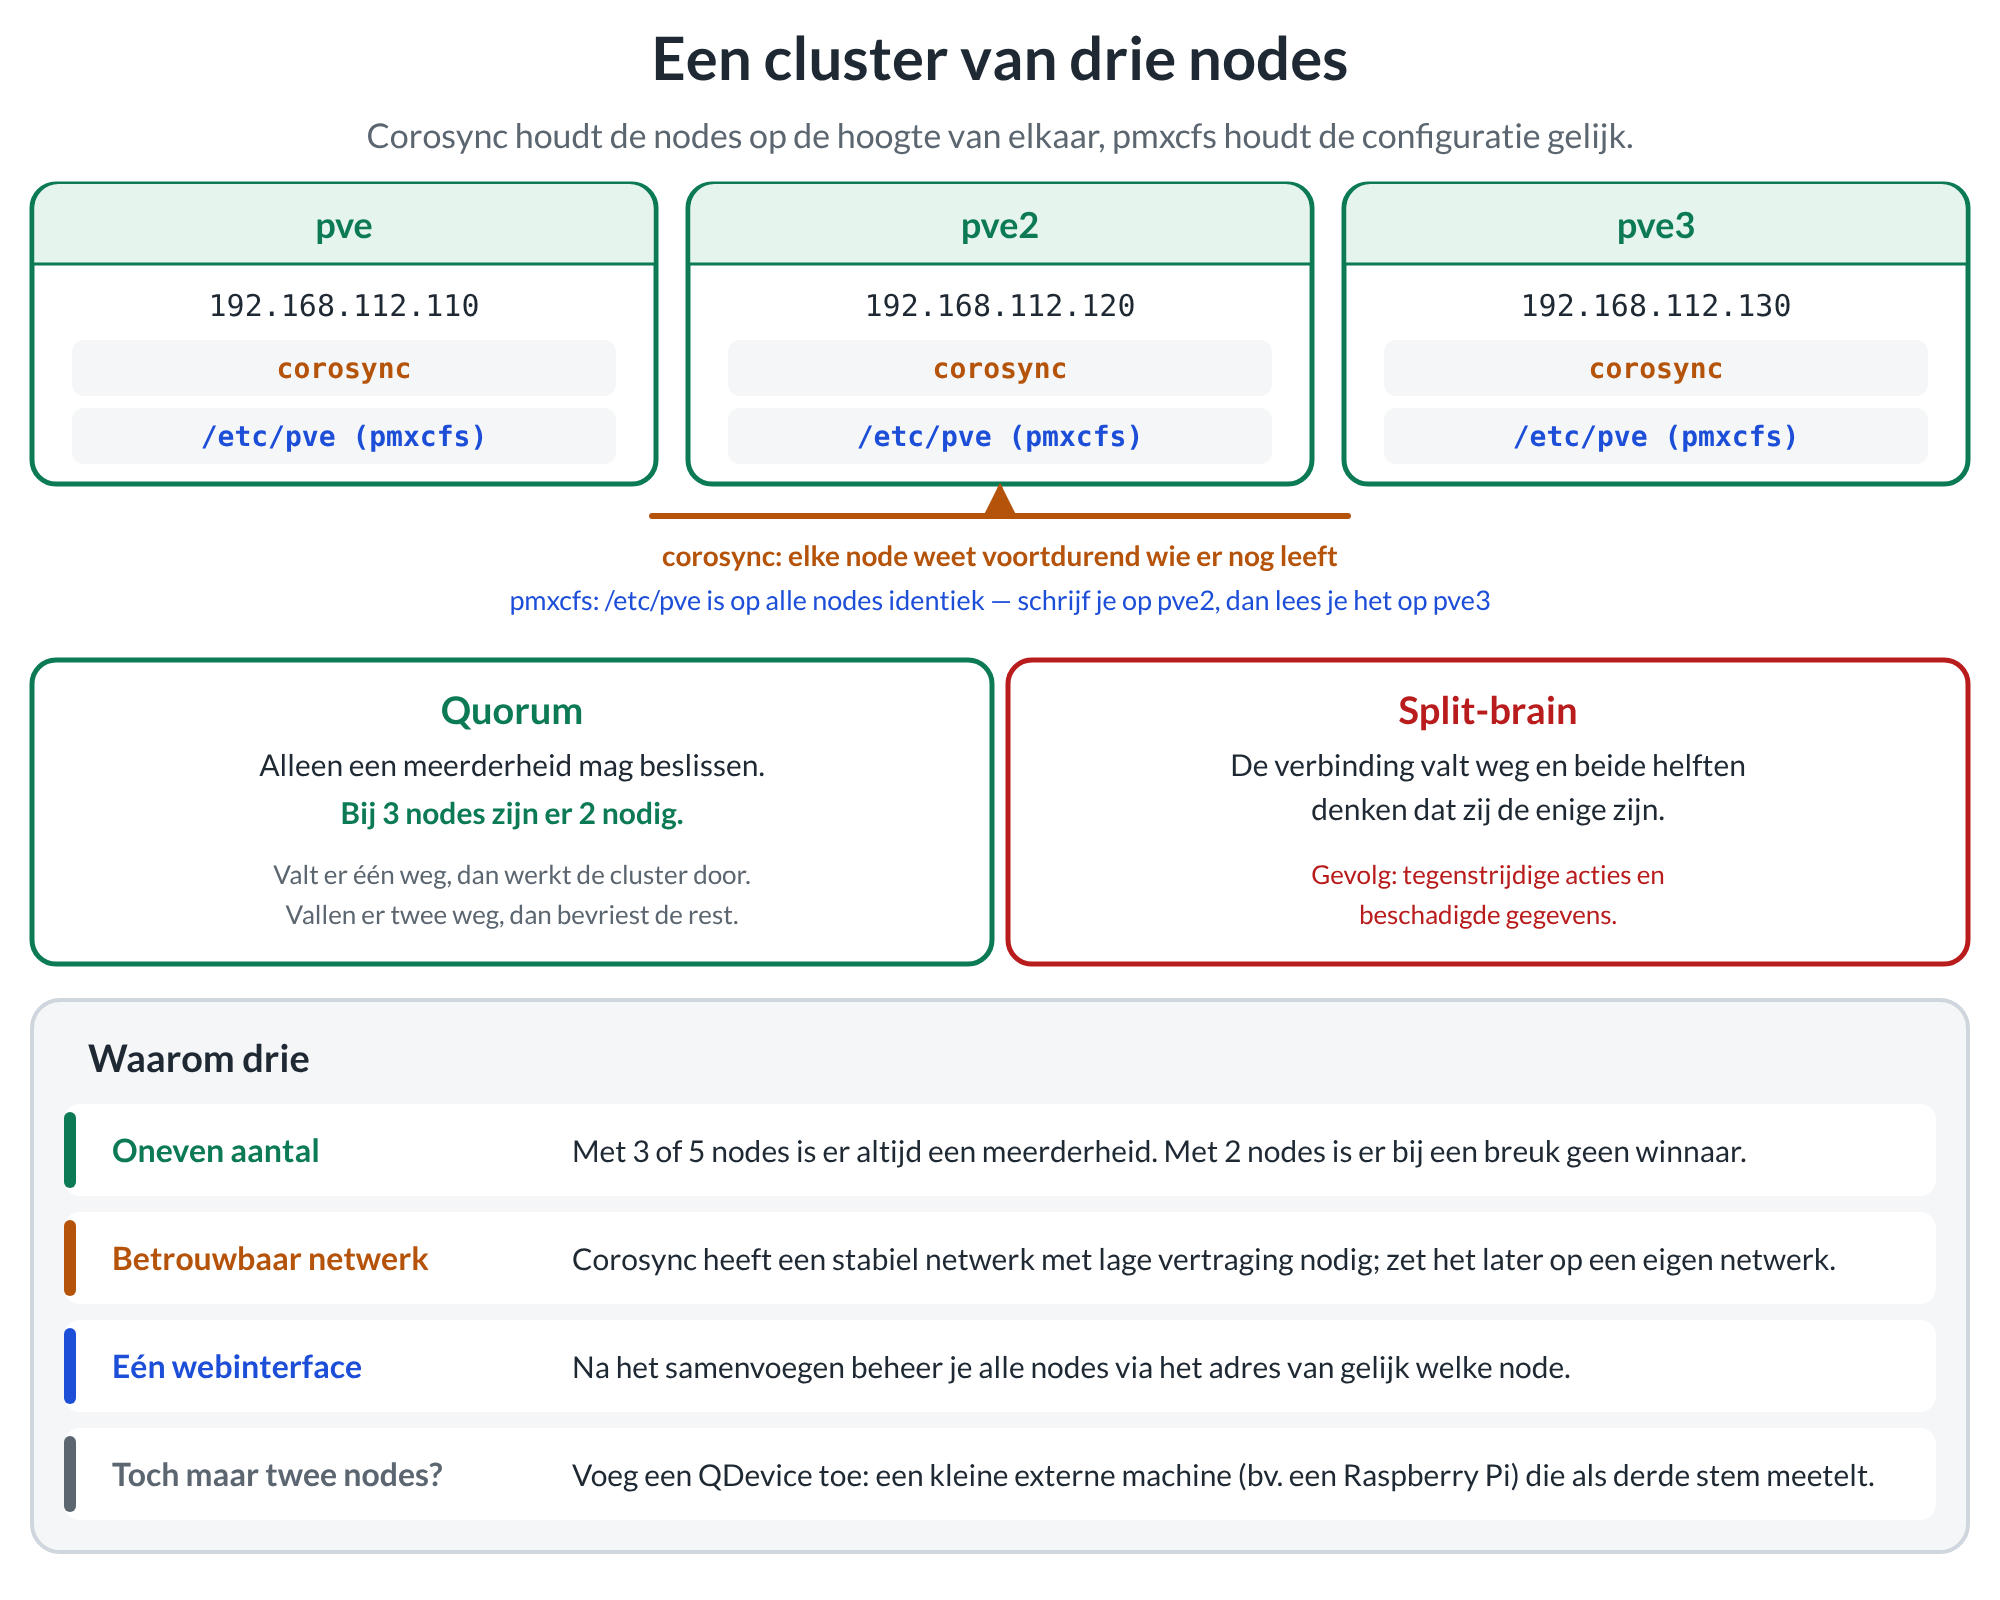 Een cluster van drie nodes
Corosync houdt de nodes op de hoogte van elkaar, pmxcfs houdt de configuratie gelijk.
pve
192.168.112.110
corosync
/etc/pve (pmxcfs)
pve2
192.168.112.120
corosync
/etc/pve (pmxcfs)
pve3
192.168.112.130
corosync
/etc/pve (pmxcfs)
corosync: elke node weet voortdurend wie er nog leeft
pmxcfs: /etc/pve is op alle nodes identiek — schrijf je op pve2, dan lees je het op pve3
Quorum
Alleen een meerderheid mag beslissen.
Bij 3 nodes zijn er 2 nodig.
Valt er één weg, dan werkt de cluster door.
Vallen er twee weg, dan bevriest de rest.
Split-brain
De verbinding valt weg en beide helften
denken dat zij de enige zijn.
Gevolg: tegenstrijdige acties en
beschadigde gegevens.
Waarom drie
Oneven aantal
Met 3 of 5 nodes is er altijd een meerderheid. Met 2 nodes is er bij een breuk geen winnaar.
Betrouwbaar netwerk
Corosync heeft een stabiel netwerk met lage vertraging nodig; zet het later op een eigen netwerk.
Eén webinterface
Na het samenvoegen beheer je alle nodes via het adres van gelijk welke node.
Toch maar twee nodes?
Voeg een QDevice toe: een kleine externe machine (bv. een Raspberry Pi) die als derde stem meetelt.